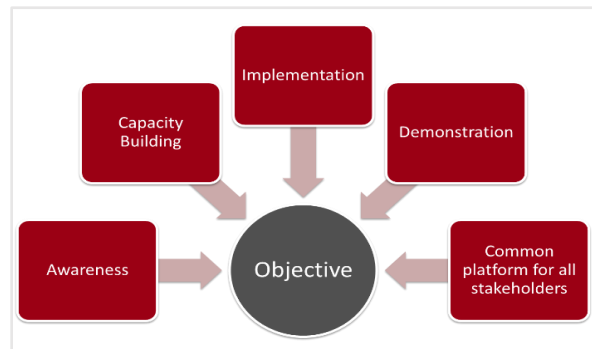 Implementation
Capacity
Building
Demonstration
Awareness
Objective
Common
platform for all
stakeholders